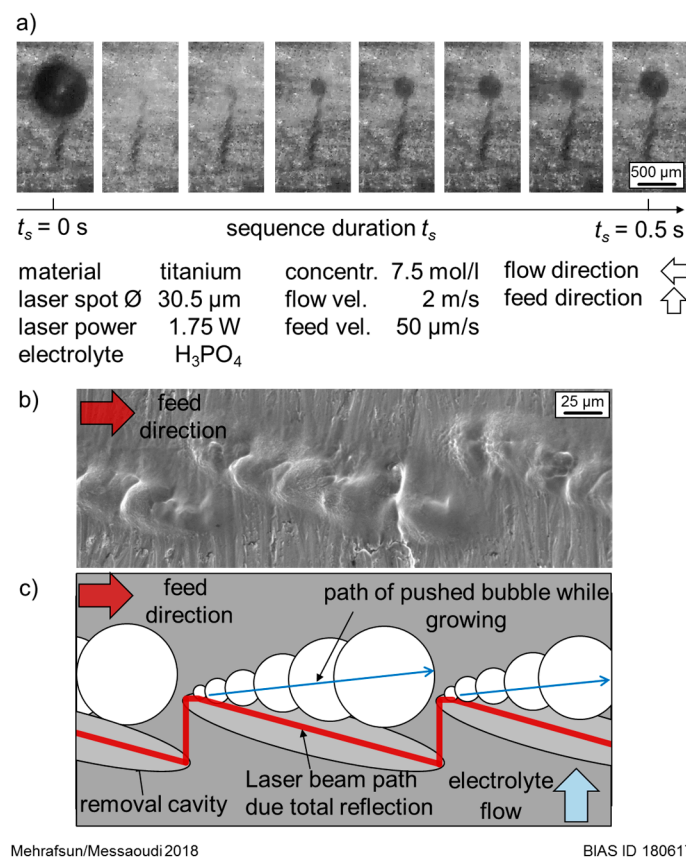 a)
500 µm
tₛ = 0 s
sequence duration tₛ
tₛ = 0.5 s
material titanium concentr. 7.5 mol/l flow direction
laser spot Ø 30.5 µm flow vel. 2 m/s feed direction
laser power 1.75 W feed vel. 50 µm/s
electrolyte H₃PO₄
b)
feed
direction
25 µm
c)
feed
direction
path of pushed bubble while
growing
removal cavity
Laser beam path
due total reflection
electrolyte
flow
Mehrafsun/Messaoudi 2018
BIAS ID 180617